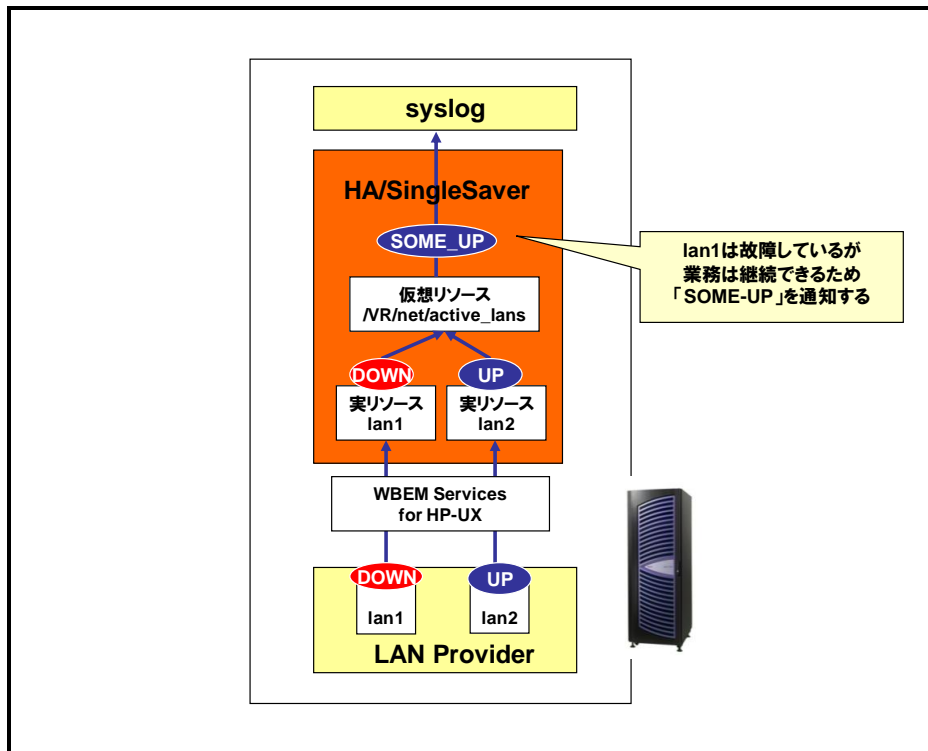 syslog
HA/SingleSaver
SOME_UP
lan1は故障しているが
業務は継続できるため
「SOME-UP」を通知する
仮想リソース
/VR/net/active_lans
DOWN
UP
実リソース
lan1
実リソース
lan2
WBEM Services
for HP-UX
DOWN
UP
lan1
lan2
LAN Provider